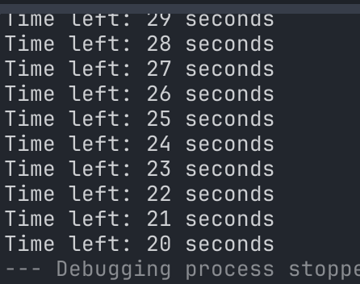 Time left: 29 seconds
Time left: 28 seconds
Time left: 27 seconds
Time left: 26 seconds
Time left: 25 seconds
Time left: 24 seconds
Time left: 23 seconds
Time left: 22 seconds
Time left: 21 seconds
Time left: 20 seconds
--- Debugging process stoppe